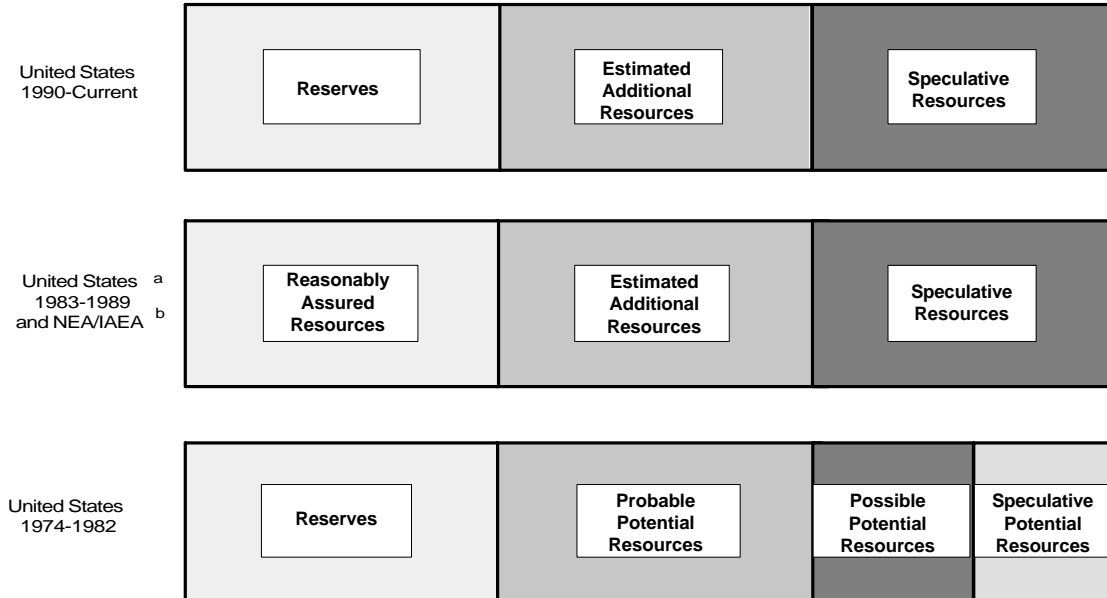 United States
1990-Current
Reserves
Estimated
Additional
Resources
Speculative
Resources
United States a
1983-1989
and NEA/IAEA b
Reasonably
Assured
Resources
Estimated
Additional
Resources
Speculative
Resources
United States
1974-1982
Reserves
Probable
Potential
Resources
Possible
Potential
Resources
Speculative
Potential
Resources